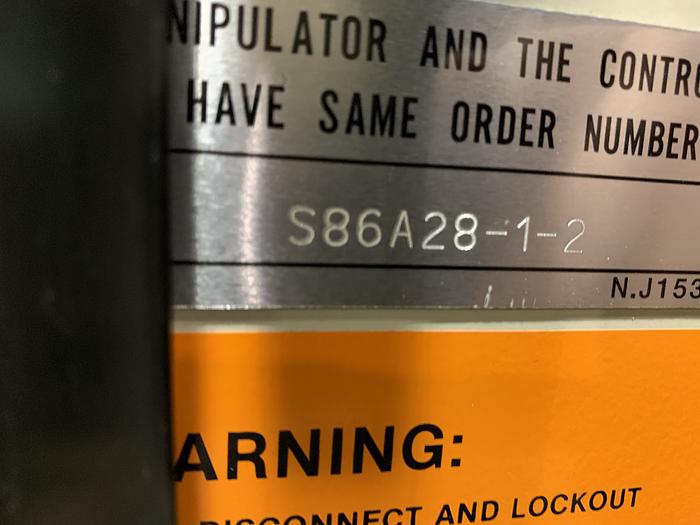 NIPULATOR AND THE CONTRO
HAVE SAME ORDER NUMBER
S86A28-1-2
N.J153
ARNING:
DISCONNECT AND LOCKOUT